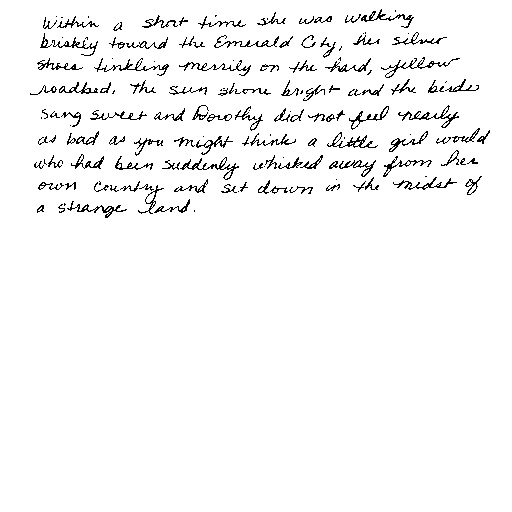 Within a short time she was walking
briskly toward the Emerald City, her silver
shoes tinkling merrily on the hard, yellow
roadbed. The sun shone bright and the birds
sang sweet and Dorothy did not feel nearly
as bad as you might think a little girl would
who had been suddenly whisked away from her
own country and set down in the midst of
a strange land.